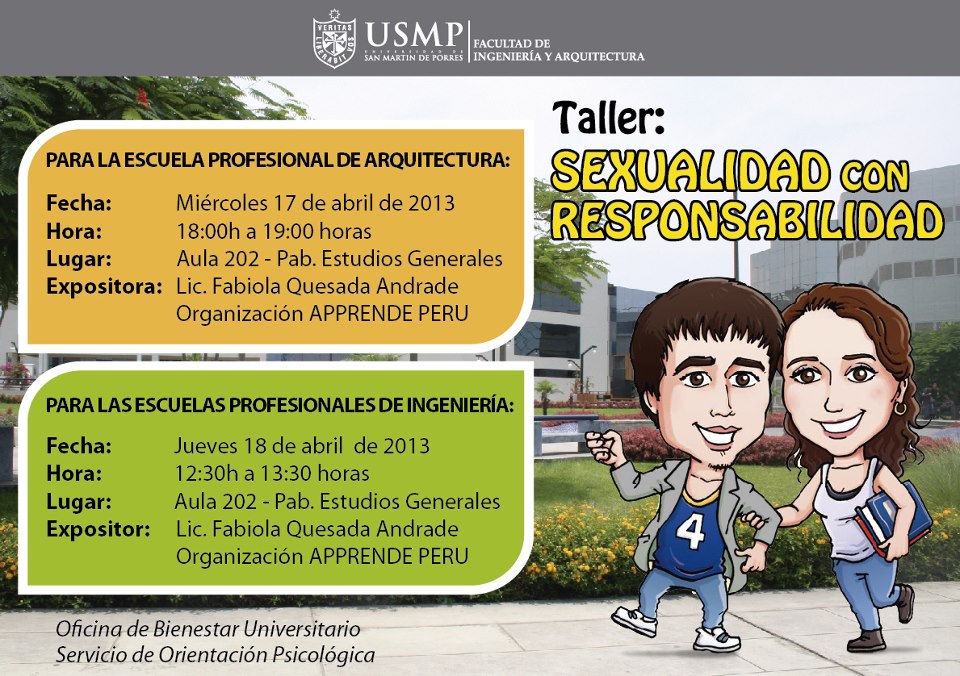 VERITAS
LIBERABIT VOS
USMP
UNIVERSIDAD DE
SAN MARTIN DE PORRES
FACULTAD DE
INGENIERÍA Y ARQUITECTURA
Taller:
SEXUALIDAD CON
RESPONSABILIDAD
PARA LA ESCUELA PROFESIONAL DE ARQUITECTURA:
Fecha: Miércoles 17 de abril de 2013
Hora: 18:00h a 19:00 horas
Lugar: Aula 202 - Pab. Estudios Generales
Expositora: Lic. Fabiola Quesada Andrade
Organización APPRENDE PERU
PARA LAS ESCUELAS PROFESIONALES DE INGENIERÍA:
Fecha: Jueves 18 de abril de 2013
Hora: 12:30h a 13:30 horas
Lugar: Aula 202 - Pab. Estudios Generales
Expositor: Lic. Fabiola Quesada Andrade
Organización APPRENDE PERU
4
Oficina de Bienestar Universitario
Servicio de Orientación Psicológica